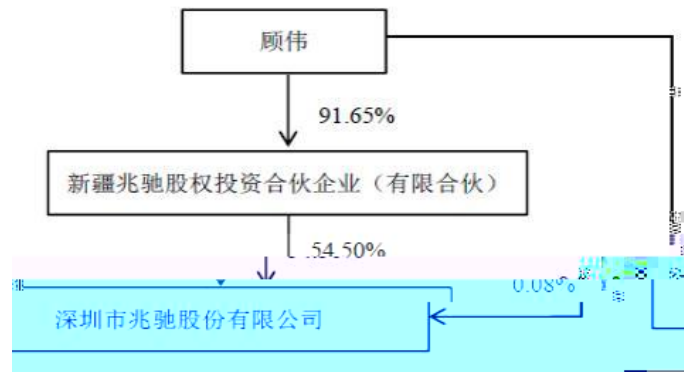 顾伟
91.65%
新疆兆驰股权投资合伙企业（有限合伙）
54.50%
0.08%
深圳市兆驰股份有限公司